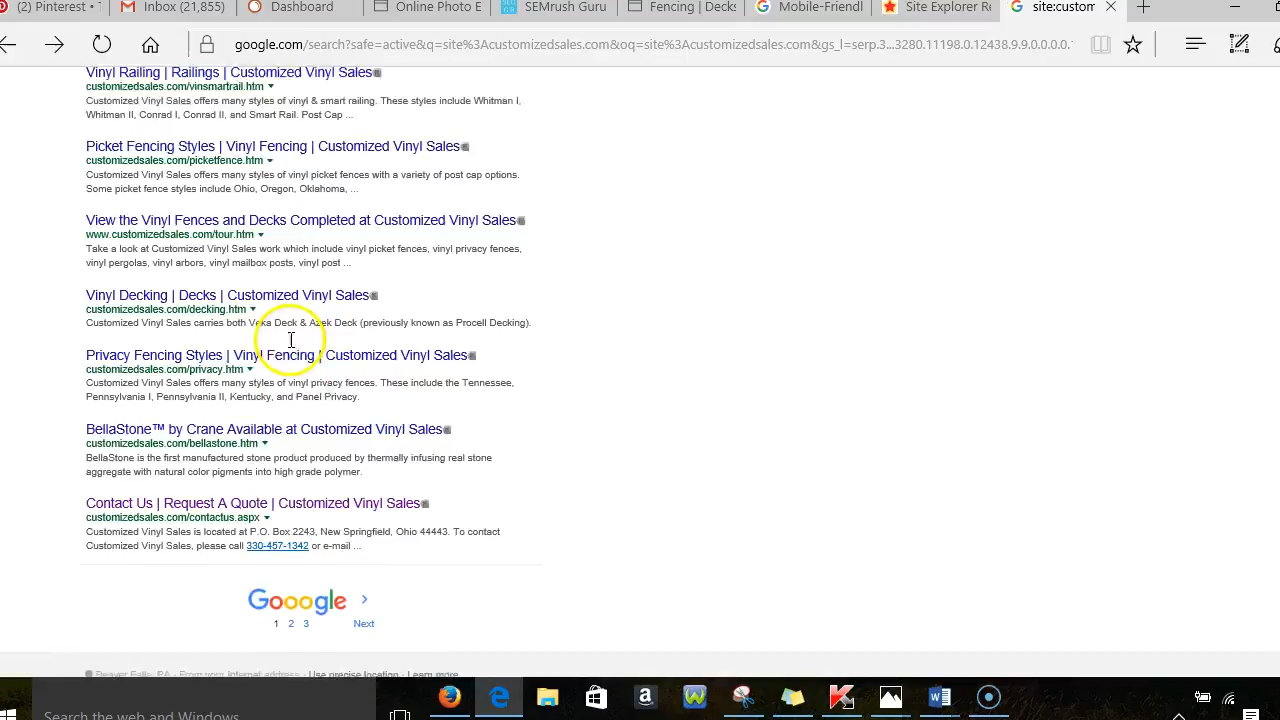 Pinterest •
Inbox (21,855)
Dashboard
Online Photo E
SEMrush Guru
Fencing | Decks
Mobile-Friendl
Site Explorer Re
site:custom
google.com/search?safe=active&q=site%3Acustomizedsales.com&oq=site%3Acustomizedsales.com&gs_l=serp.3...3280.11198.0.12438.9.9.0.0.0.0.1
Vinyl Railing | Railings | Customized Vinyl Sales
customizedsales.com/vinsmartrail.htm
Customized Vinyl Sales offers many styles of vinyl & smart railing. These styles include Whitman I,
Whitman II, Conrad I, Conrad II, and Smart Rail. Post Cap ...
Picket Fencing Styles | Vinyl Fencing | Customized Vinyl Sales
customizedsales.com/picketfence.htm
Customized Vinyl Sales offers many styles of vinyl picket fences with a variety of post cap options.
Some picket fence styles include Ohio, Oregon, Oklahoma, ...
View the Vinyl Fences and Decks Completed at Customized Vinyl Sales
www.customizedsales.com/tour.htm
Take a look at Customized Vinyl Sales work which include vinyl picket fences, vinyl privacy fences,
vinyl pergolas, vinyl arbors, vinyl mailbox posts, vinyl post ...
Vinyl Decking | Decks | Customized Vinyl Sales
customizedsales.com/decking.htm
Customized Vinyl Sales carries both Veka Deck & Azek Deck (previously known as Procell Decking).
Privacy Fencing Styles | Vinyl Fencing | Customized Vinyl Sales
customizedsales.com/privacy.htm
Customized Vinyl Sales offers many styles of vinyl privacy fences. These include the Tennessee,
Pennsylvania I, Pennsylvania II, Kentucky, and Panel Privacy.
BellaStone™ by Crane Available at Customized Vinyl Sales
customizedsales.com/bellastone.htm
BellaStone is the first manufactured stone product produced by thermally infusing real stone
aggregate with natural color pigments into high grade polymer.
Contact Us | Request A Quote | Customized Vinyl Sales
customizedsales.com/contactus.aspx
Customized Vinyl Sales is located at P.O. Box 2243, New Springfield, Ohio 44443. To contact
Customized Vinyl Sales, please call 330-457-1342 or e-mail ...
Gooogle
1 2 3 Next
Beaver Falls, PA - From your Internet address - Use precise location - Learn more
Search the web and Windows